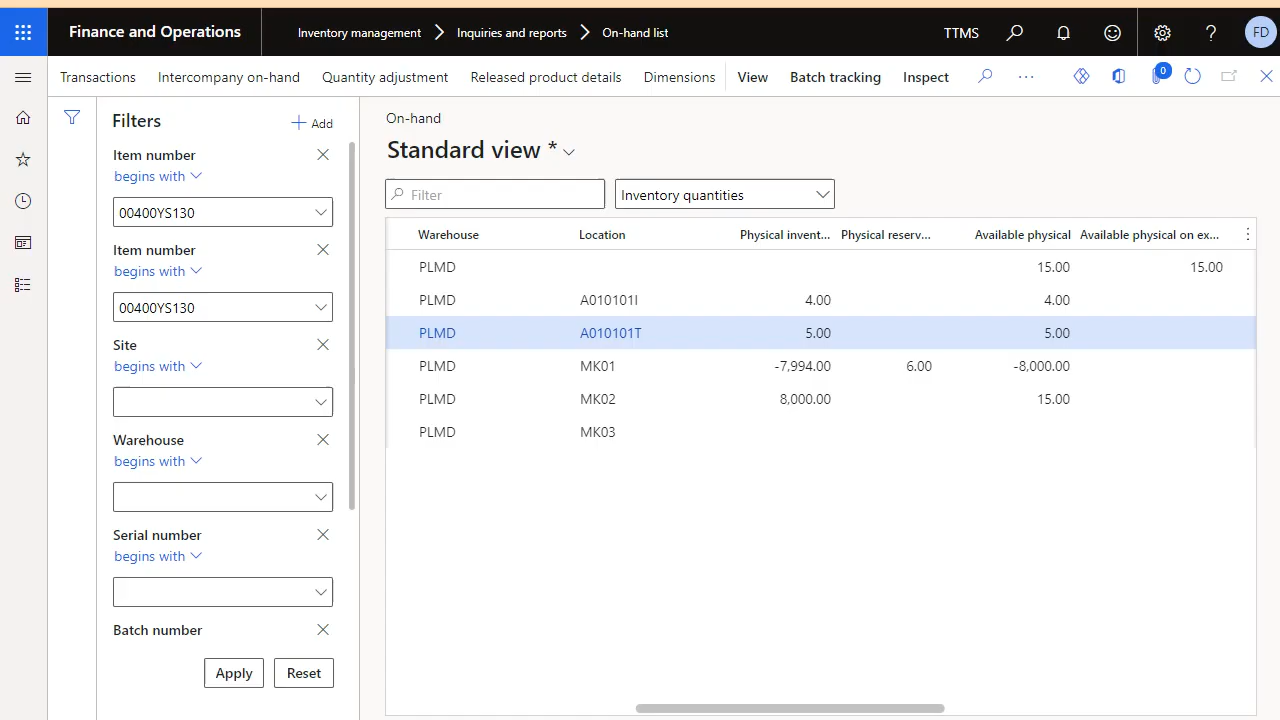 Finance and Operations
Inventory management > Inquiries and reports > On-hand list
TTMS
FD
Transactions Intercompany on-hand Quantity adjustment Released product details Dimensions View Batch tracking Inspect ... 0
Filters
Add
Item number
begins with
00400YS130
Item number
begins with
00400YS130
Site
begins with
Warehouse
begins with
Serial number
begins with
Batch number
Apply Reset
On-hand
Standard view *
Filter
Inventory quantities
Warehouse Location Physical invent... Physical reserv... Available physical Available physical on ex...
PLMD 15.00 15.00
PLMD A010101I 4.00 4.00
PLMD A010101T 5.00 5.00
PLMD MK01 -7,994.00 6.00 -8,000.00
PLMD MK02 8,000.00 15.00
PLMD MK03